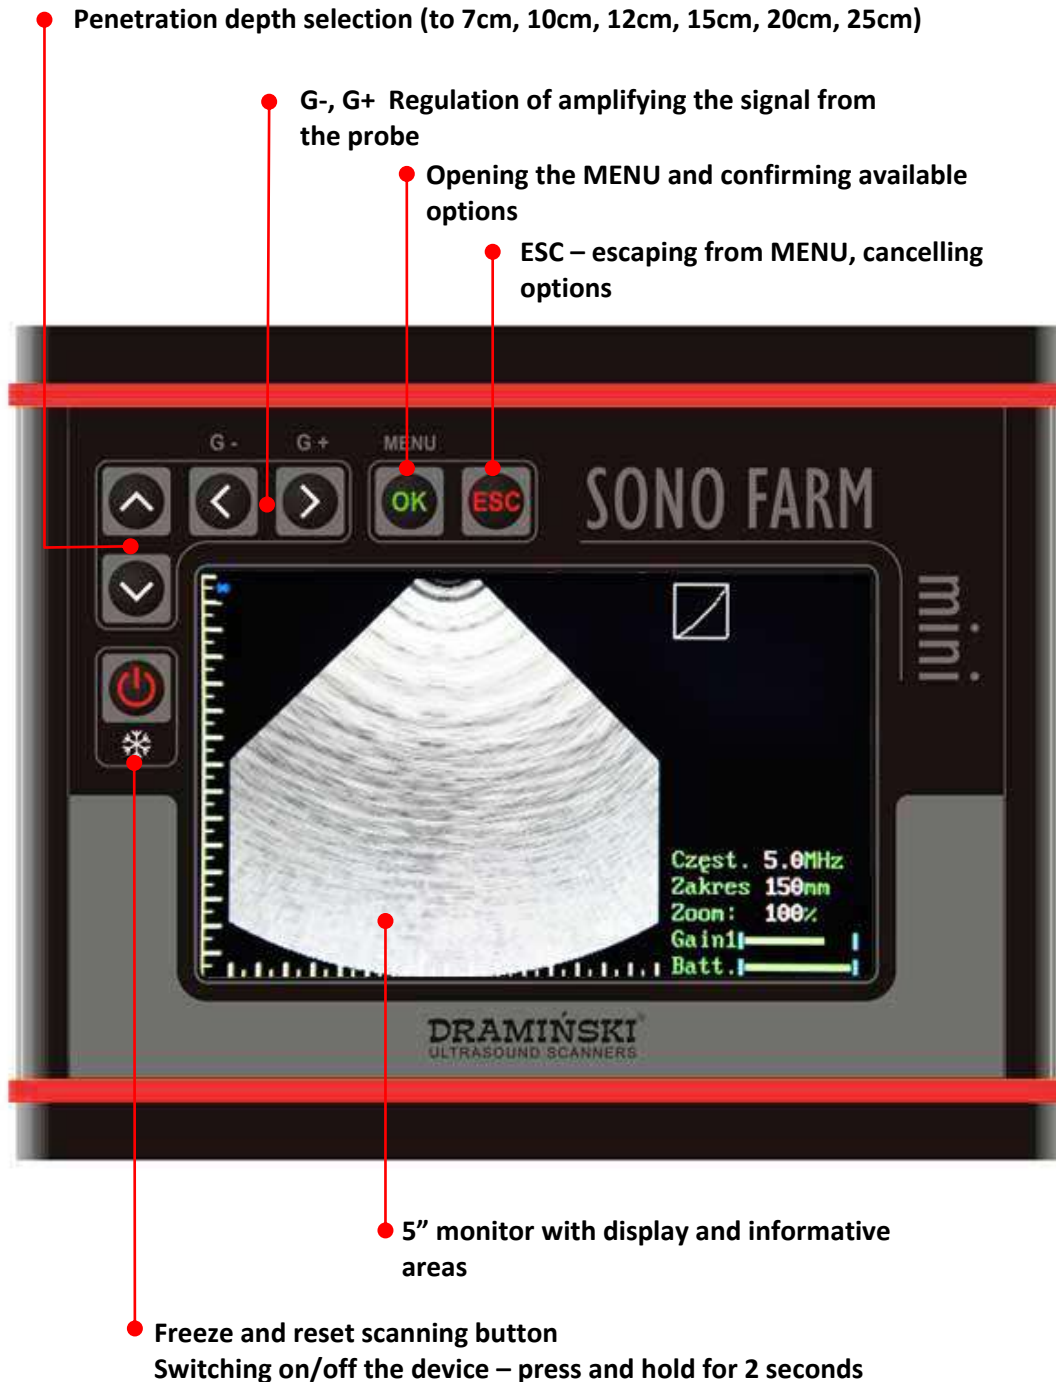 Penetration depth selection (to 7cm, 10cm, 12cm, 15cm, 20cm, 25cm)
G-, G+  Regulation of amplifying the signal from
the probe
Opening the MENU and confirming available
options
ESC – escaping from MENU, cancelling
options
G - G + MENU
OK ESC
SONO FARM
mini
Częst. 5.0MHz
Zakres 150mm
Zoom: 100%
Gain1
Batt.
DRAMIŃSKI®
ULTRASOUND SCANNERS
5” monitor with display and informative
areas
Freeze and reset scanning button
Switching on/off the device – press and hold for 2 seconds